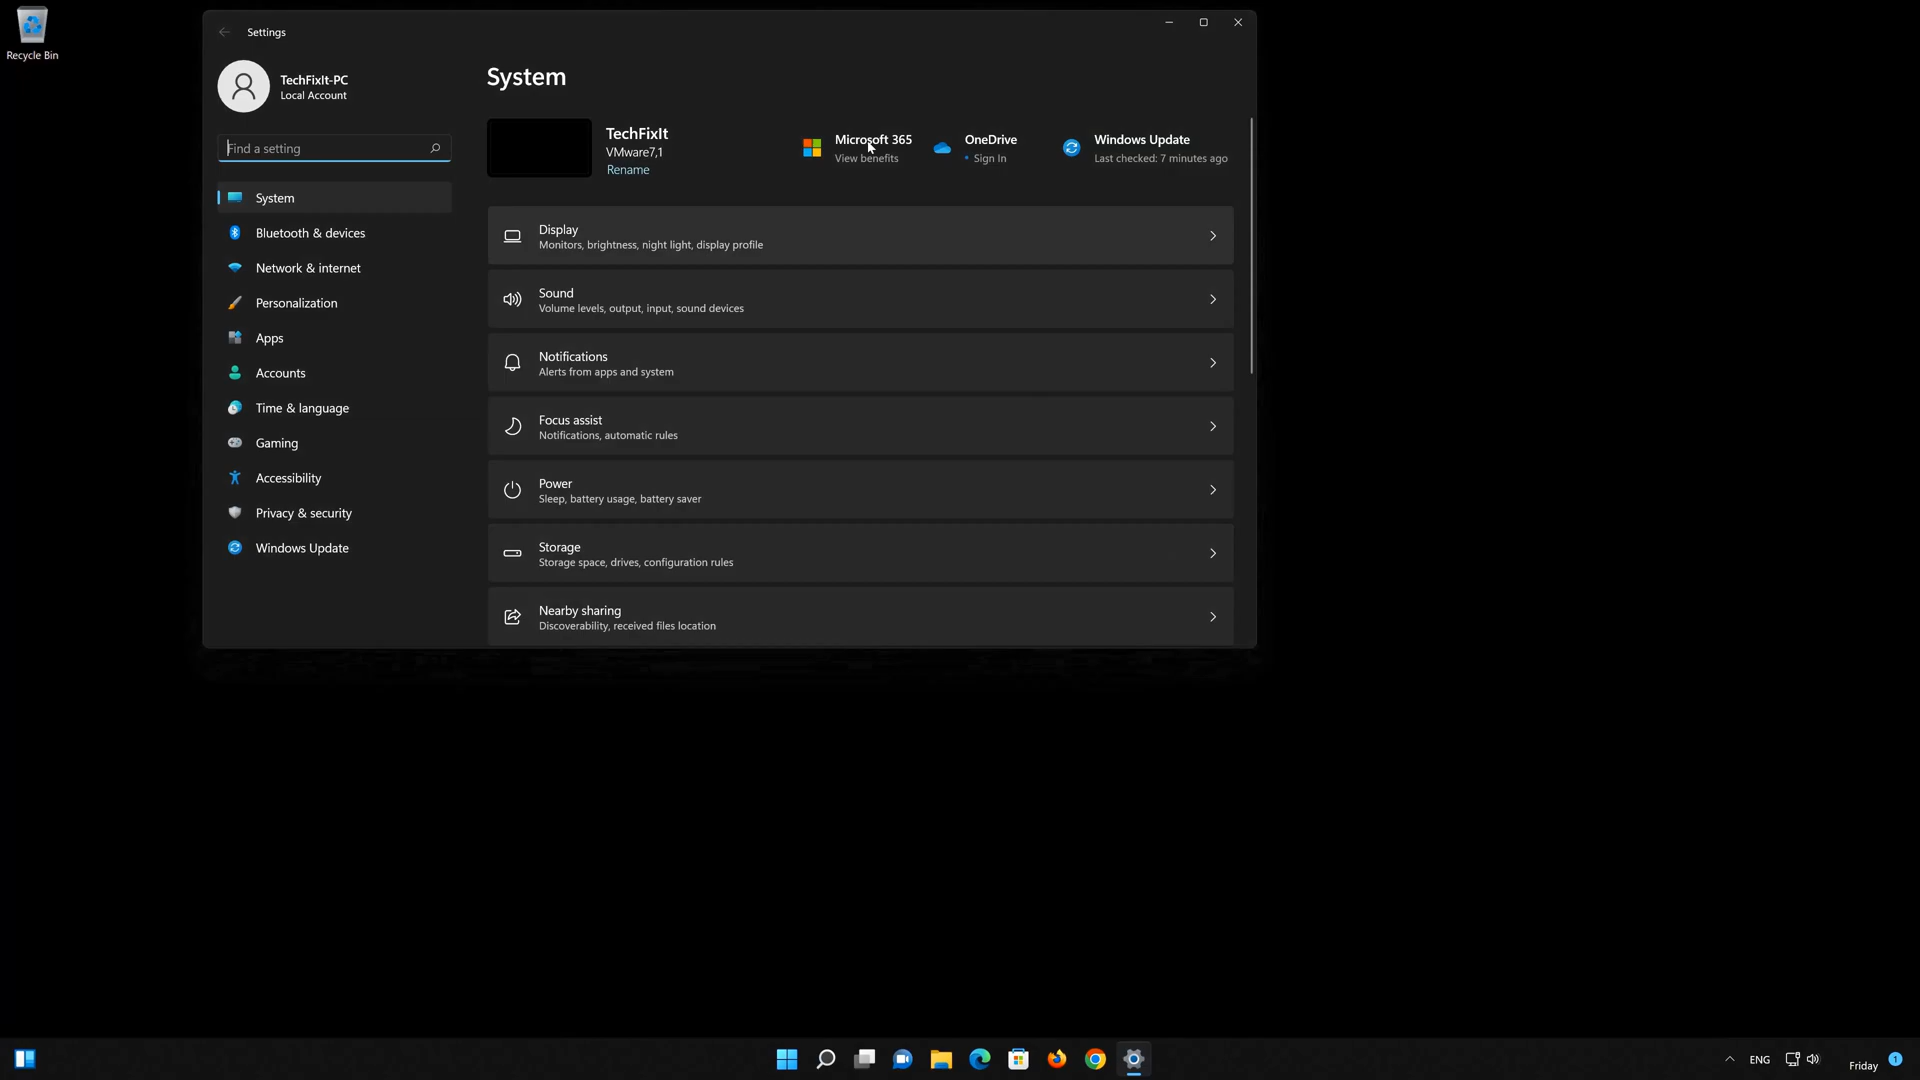 Recycle Bin
Settings
TechFixIt-PC
Local Account
Find a setting
System
Bluetooth & devices
Network & internet
Personalization
Apps
Accounts
Time & language
Gaming
Accessibility
Privacy & security
Windows Update
System
TechFixIt
VMware7,1
Rename
Microsoft 365
View benefits
OneDrive
• Sign In
Windows Update
Last checked: 7 minutes ago
Display
Monitors, brightness, night light, display profile
Sound
Volume levels, output, input, sound devices
Notifications
Alerts from apps and system
Focus assist
Notifications, automatic rules
Power
Sleep, battery usage, battery saver
Storage
Storage space, drives, configuration rules
Nearby sharing
Discoverability, received files location
ENG
Friday
1